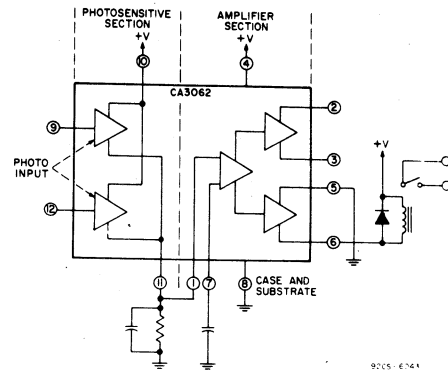 PHOTOSENSITIVE
SECTION
+V
AMPLIFIER
SECTION
+V
10
4
CA3062
9
2
PHOTO
INPUT
3
5
+V
12
6
11
1
7
8
CASE AND
SUBSTRATE